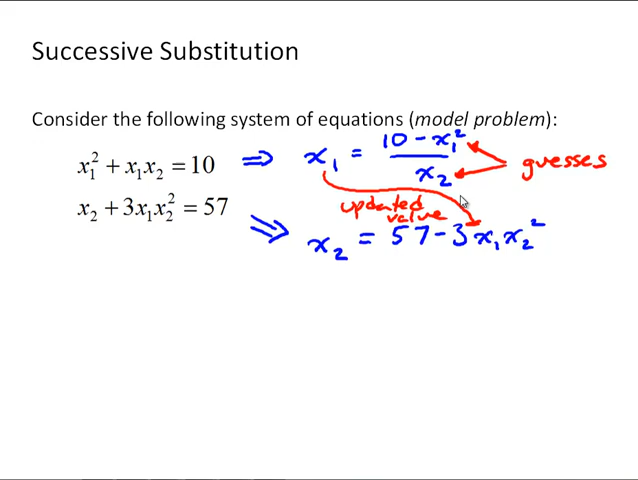 Successive Substitution
Consider the following system of equations (model problem):
x₁² + x₁x₂ = 10 ⇒ x₁ = (10 - x₁²)/x₂ guesses
updated value
x₂ + 3x₁x₂² = 57 ⇒ x₂ = 57 - 3x₁x₂²